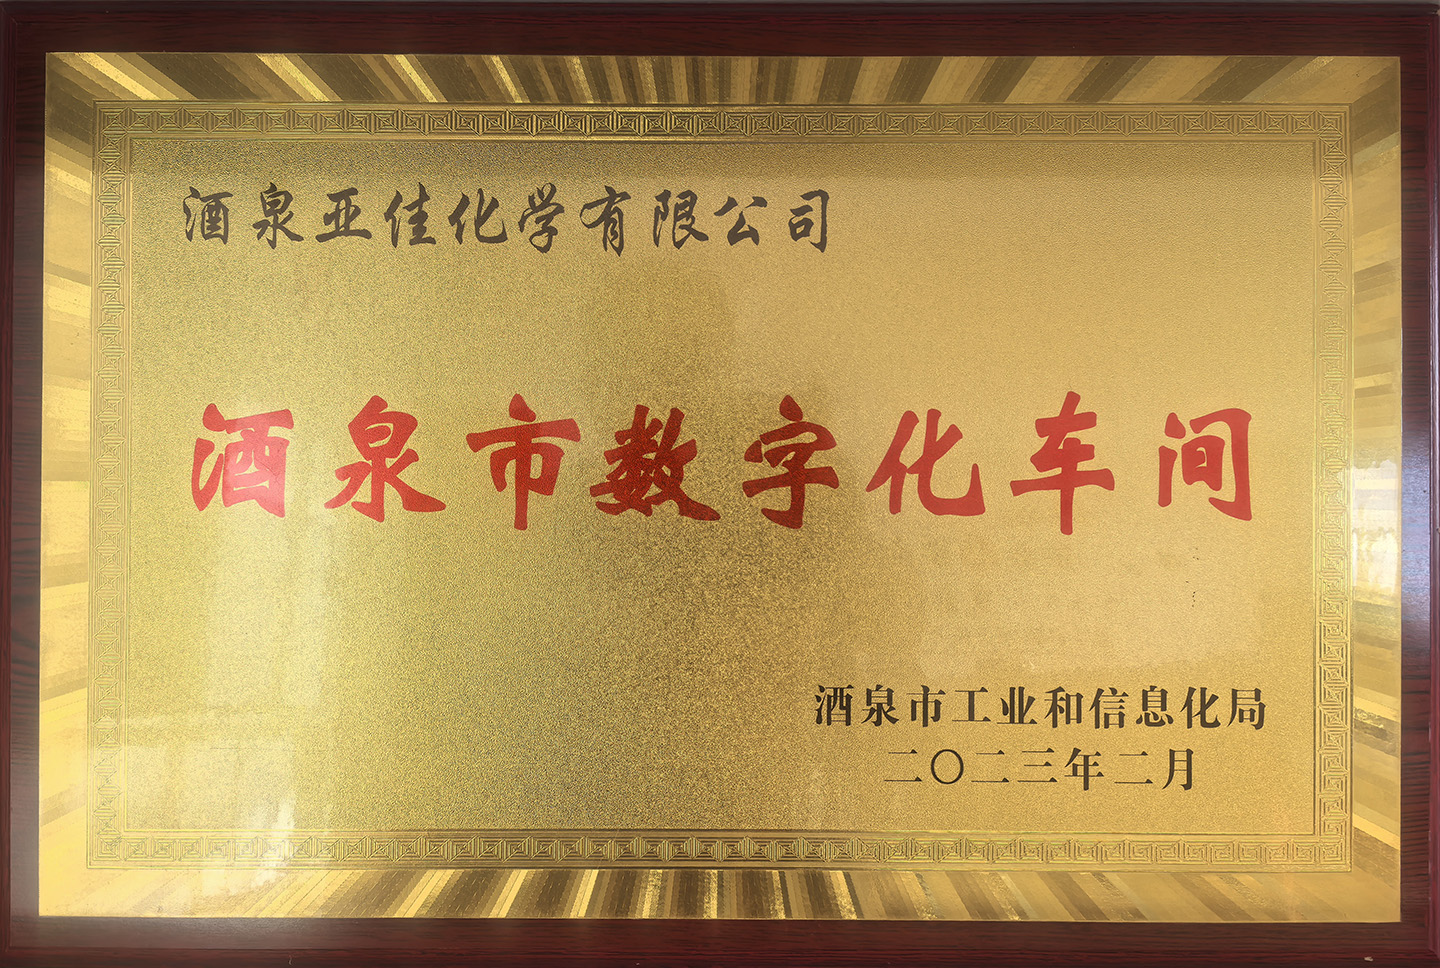 酒泉亚佳化学有限公司
酒泉市数字化车间
酒泉市工业和信息化局
二〇二三年二月